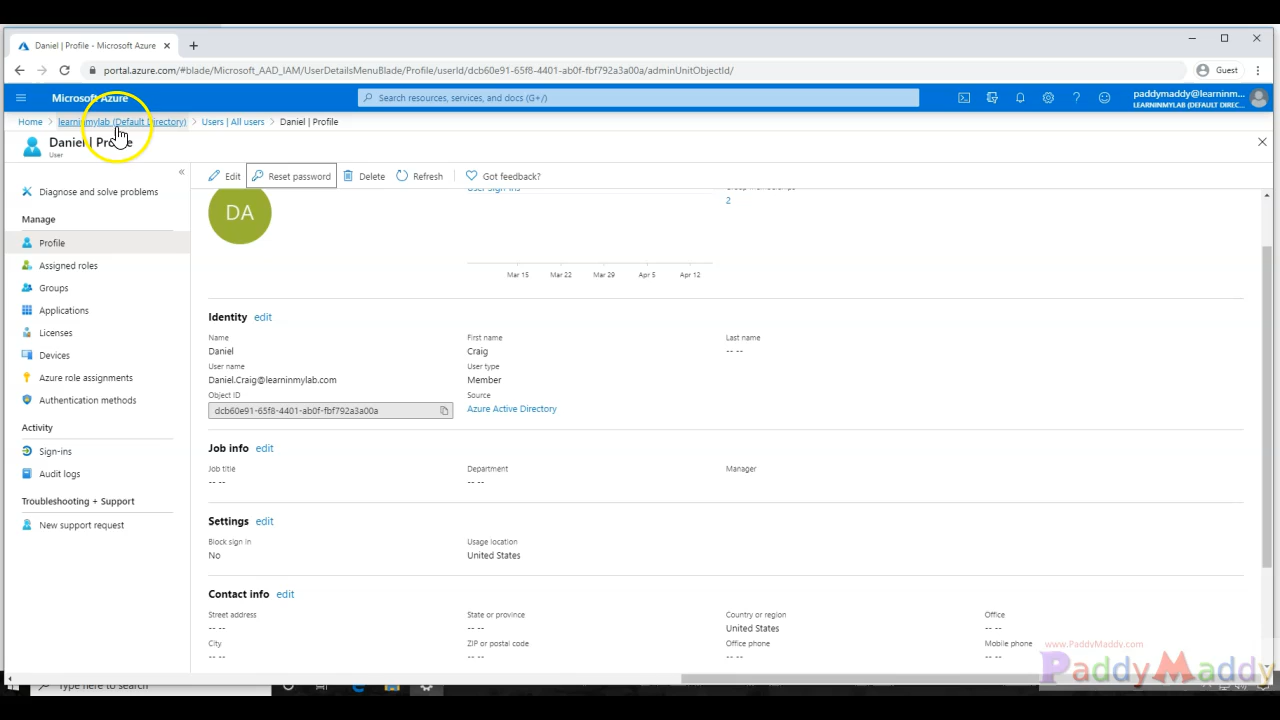 Daniel | Profile - Microsoft Azure
portal.azure.com/#blade/Microsoft_AAD_IAM/UserDetailsMenuBlade/Profile/userId/dcb60e91-65f8-4401-ab0f-fbf792a3a00a/adminUnitObjectId/
Guest
Microsoft Azure
Search resources, services, and docs (G+/)
paddymaddy@learninm...
LEARNINMYLAB (DEFAULT DIREC...
Home > learninmylab (Default Directory) > Users | All users > Daniel | Profile
Daniel | Profile
User
«
Edit
Reset password
Delete
Refresh
Got feedback?
Diagnose and solve problems
Manage
Profile
Assigned roles
Groups
Applications
Licenses
Devices
Azure role assignments
Authentication methods
Activity
Sign-ins
Audit logs
Troubleshooting + Support
New support request
DA
User Sign-ins
2
Mar 15 Mar 22 Mar 29 Apr 5 Apr 12
Identity edit
Name First name Last name
Daniel Craig -- --
User name User type
Daniel.Craig@learninmylab.com Member
Object ID Source
dcb60e91-65f8-4401-ab0f-fbf792a3a00a Azure Active Directory
Job info edit
Job title Department Manager
-- -- -- --
Settings edit
Block sign in Usage location
No United States
Contact info edit
Street address State or province Country or region Office
-- -- -- -- United States -- --
City ZIP or postal code Office phone Mobile phone
-- -- -- -- -- -- -- --
www.PaddyMaddy.com
PaddyMaddy
Type here to search